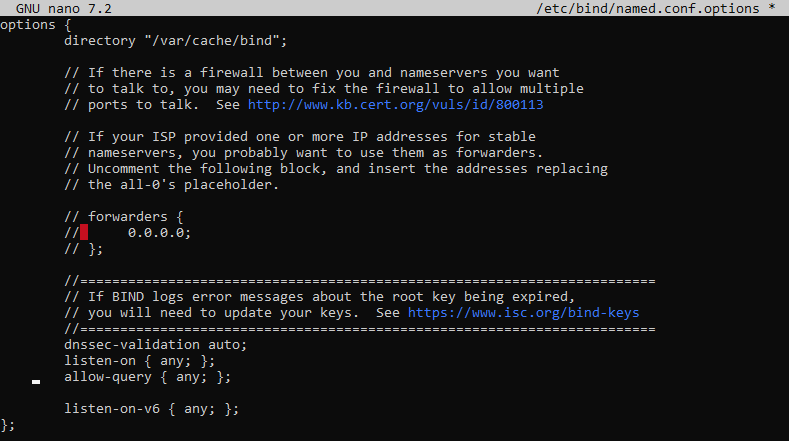 GNU nano 7.2 /etc/bind/named.conf.options *
options {
directory "/var/cache/bind";
// If there is a firewall between you and nameservers you want
// to talk to, you may need to fix the firewall to allow multiple
// ports to talk.  See http://www.kb.cert.org/vuls/id/800113
// If your ISP provided one or more IP addresses for stable
// nameservers, you probably want to use them as forwarders.
// Uncomment the following block, and insert the addresses replacing
// the all-0's placeholder.
// forwarders {
//      0.0.0.0;
// };
//========================================================================
// If BIND logs error messages about the root key being expired,
// you will need to update your keys.  See https://www.isc.org/bind-keys
//========================================================================
dnssec-validation auto;
listen-on { any; };
allow-query { any; };
listen-on-v6 { any; };
};